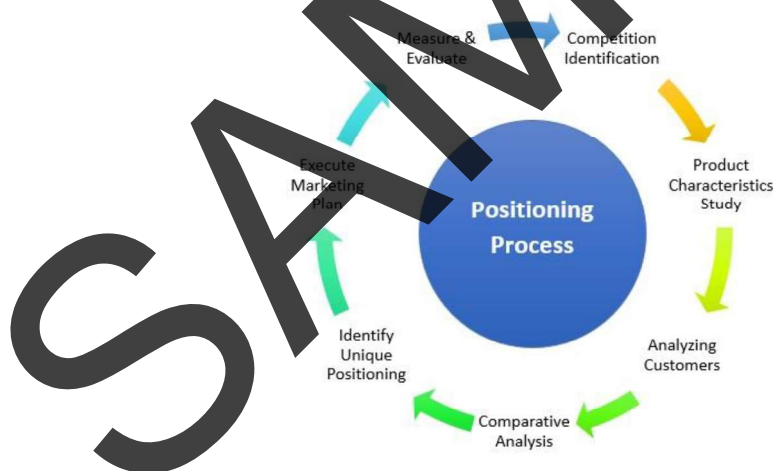 Measure &
Evaluate
Competition
Identification
Product
Characteristics
Study
Analyzing
Customers
Comparative
Analysis
Identify
Unique
Positioning
Execute
Marketing
Plan
Positioning
Process
SAM